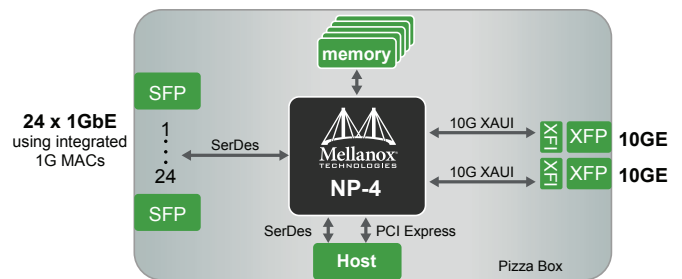 memory
SFP
24 x 1GbE
using integrated
1G MACs
1
24
SFP
SerDes
Mellanox
TECHNOLOGIES
NP-4
10G XAUI
XFI
XFP
10GE
10G XAUI
XFI
XFP
10GE
SerDes
PCI Express
Host
Pizza Box